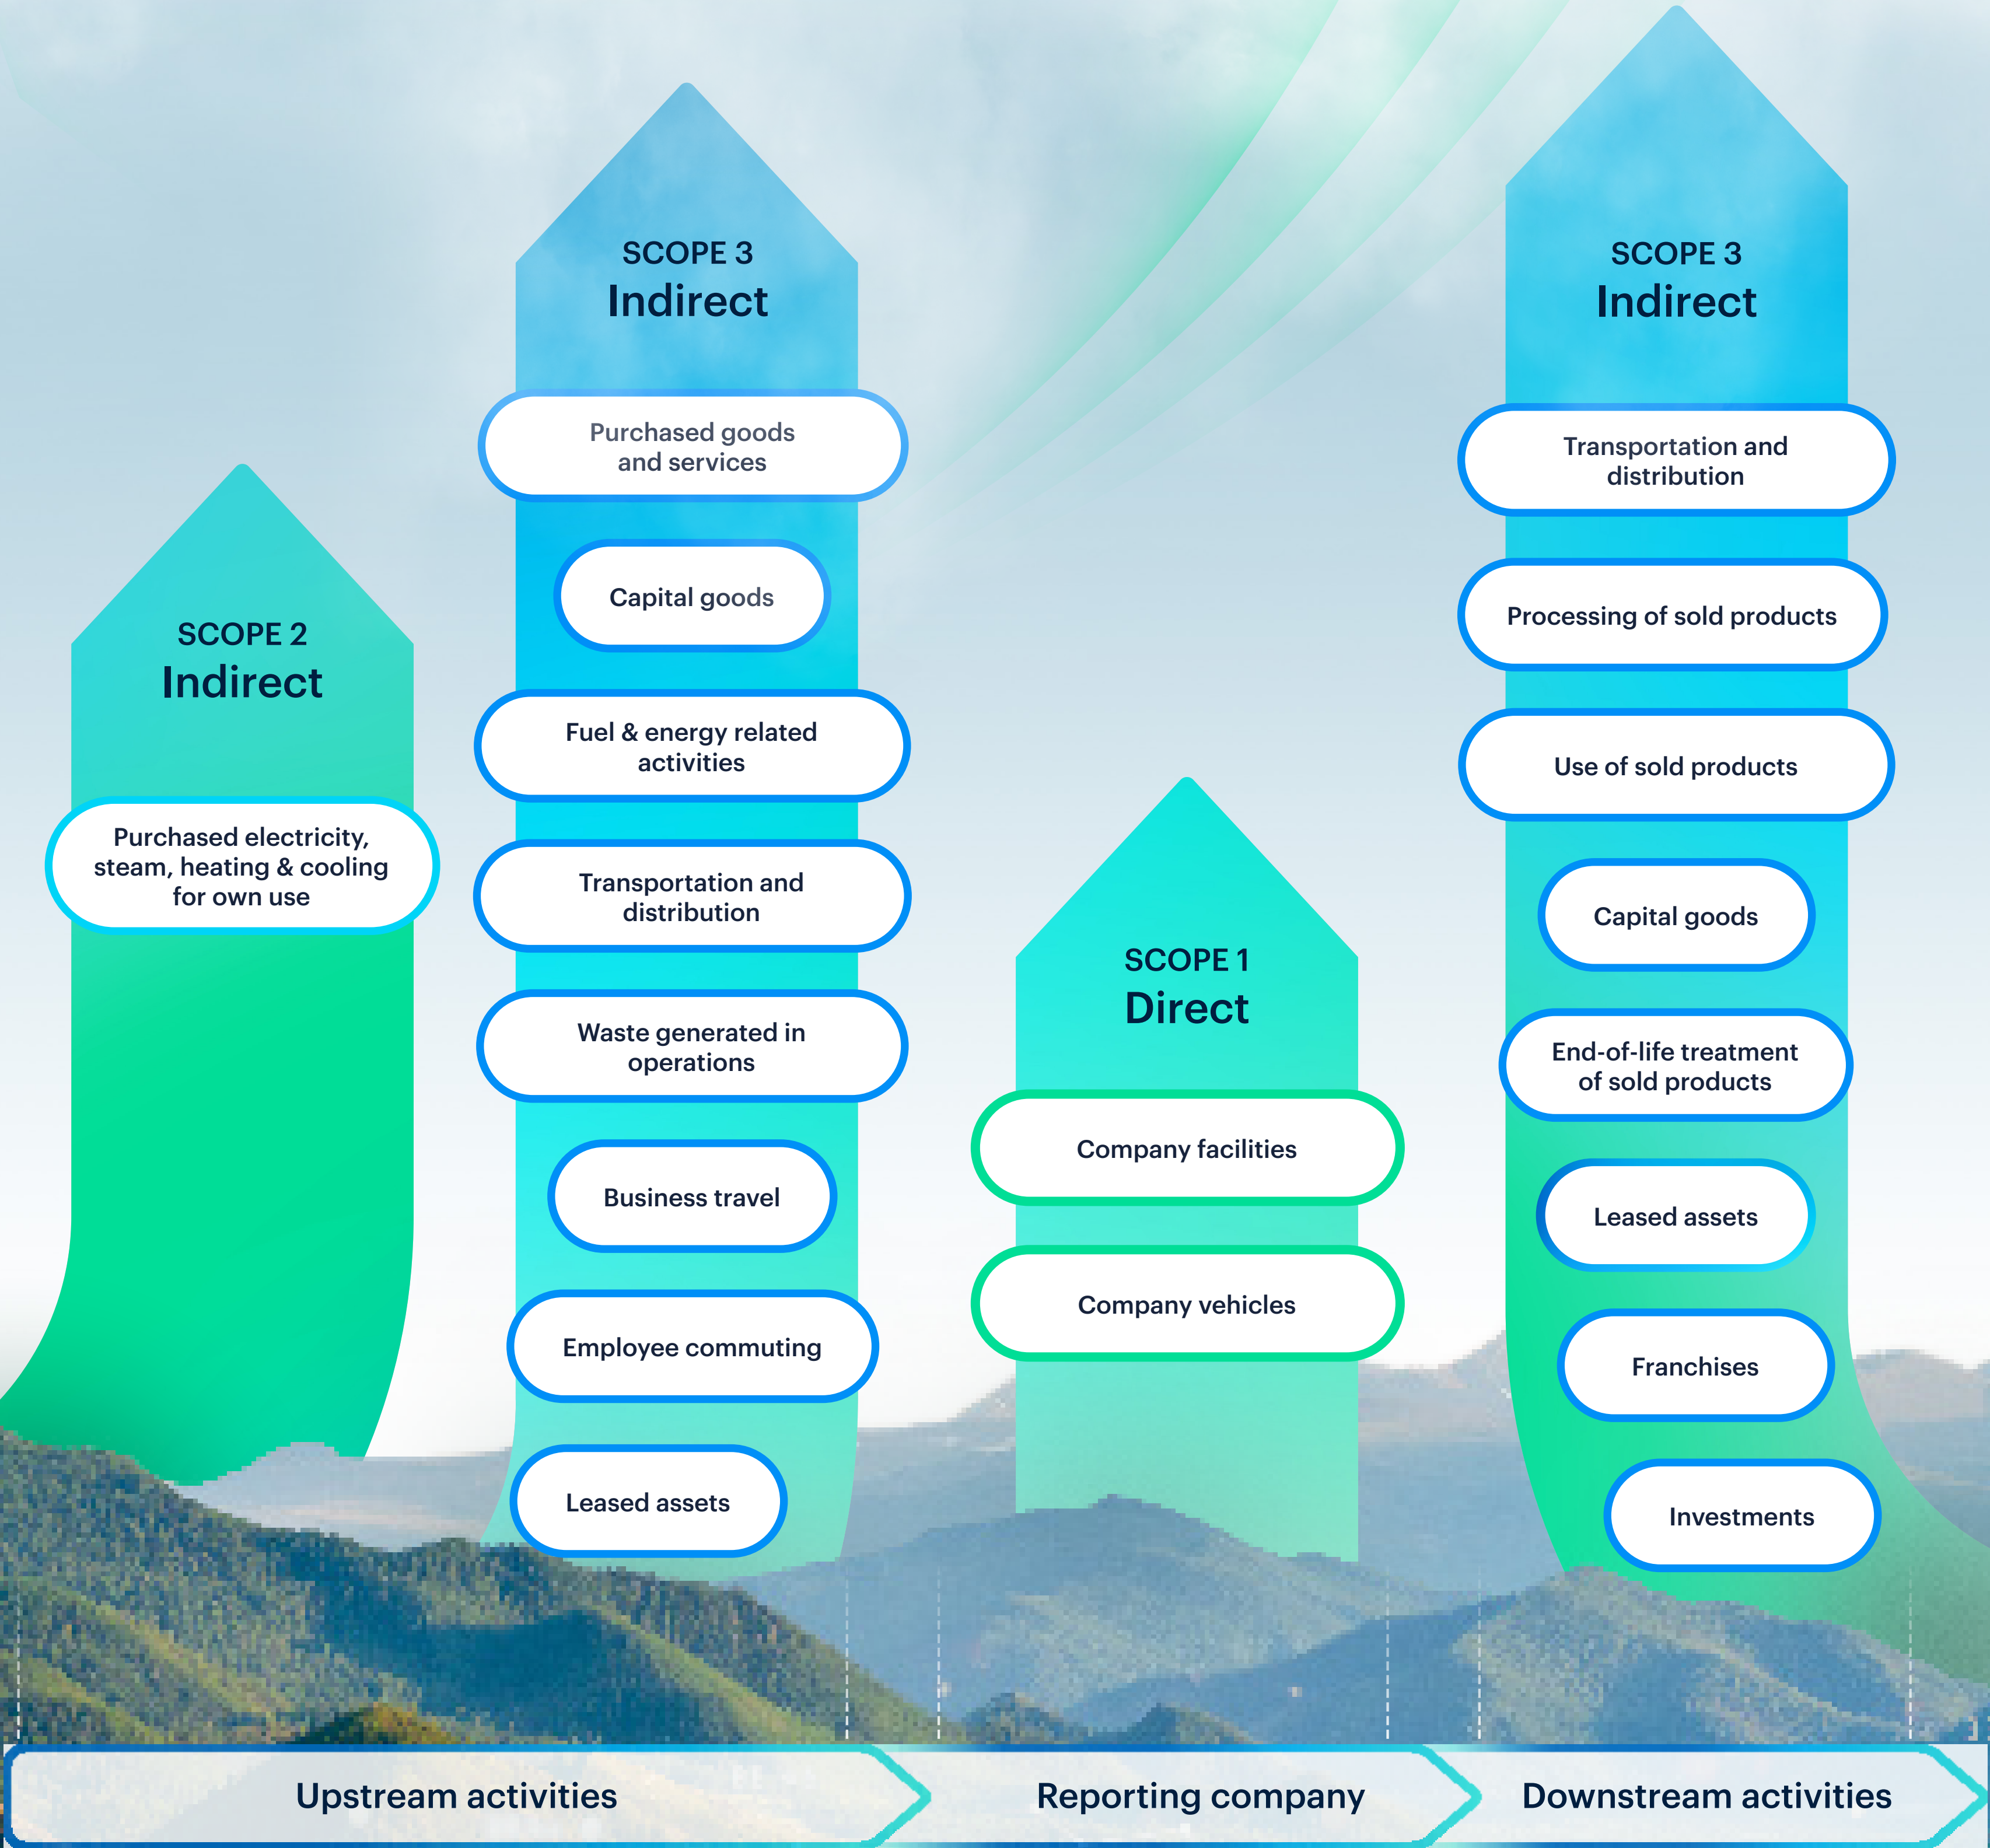 SCOPE 2
Indirect
Purchased electricity,
steam, heating & cooling
for own use
SCOPE 3
Indirect
Purchased goods
and services
Capital goods
Fuel & energy related
activities
Transportation and
distribution
Waste generated in
operations
Business travel
Employee commuting
Leased assets
SCOPE 1
Direct
Company facilities
Company vehicles
SCOPE 3
Indirect
Transportation and
distribution
Processing of sold products
Use of sold products
Capital goods
End-of-life treatment
of sold products
Leased assets
Franchises
Investments
Upstream activities
Reporting company
Downstream activities